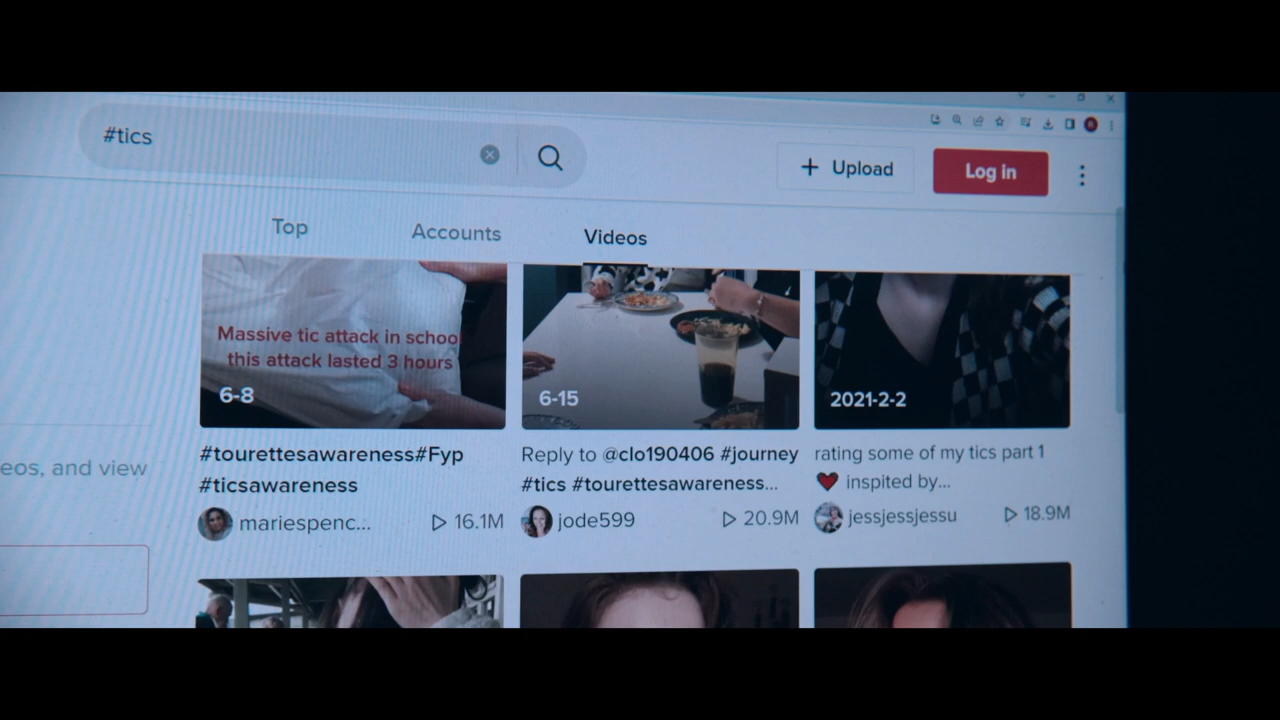 #tics
Upload
Log in
Top
Accounts
Videos
Massive tic attack in schoo
this attack lasted 3 hours
6-8
6-15
2021-2-2
#tourettesawareness#Fyp
#ticsawareness
mariespenc...
16.1M
Reply to @clo190406 #journey
#tics #tourettesawareness...
jode599
20.9M
rating some of my tics part 1
inspited by...
jessjessjessu
18.9M
eos, and view